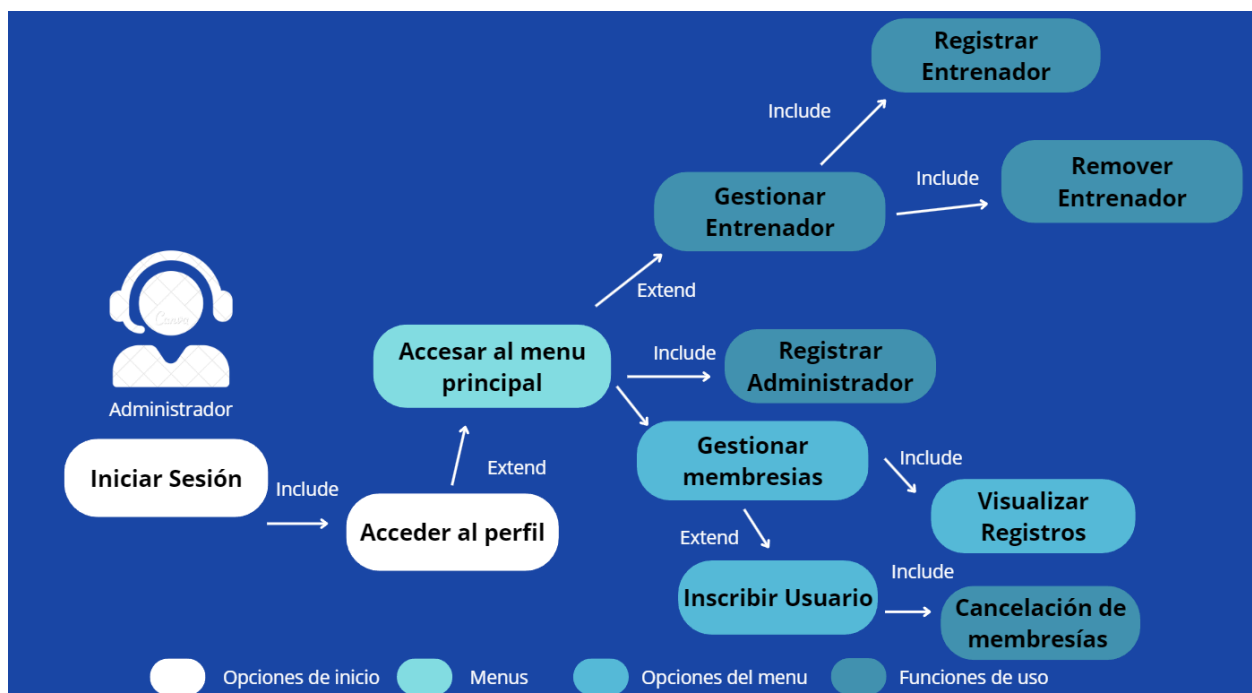 Registrar
Entrenador
Include
Remover
Entrenador
Include
Gestionar
Entrenador
Extend
Canva
Administrador
Accesar al menu
principal
Include
Registrar
Administrador
Gestionar
membresias
Iniciar Sesión
Include
Extend
Acceder al perfil
Include
Visualizar
Registros
Extend
Inscribir Usuario
Include
Cancelación de
membresías
Opciones de inicio
Menus
Opciones del menu
Funciones de uso